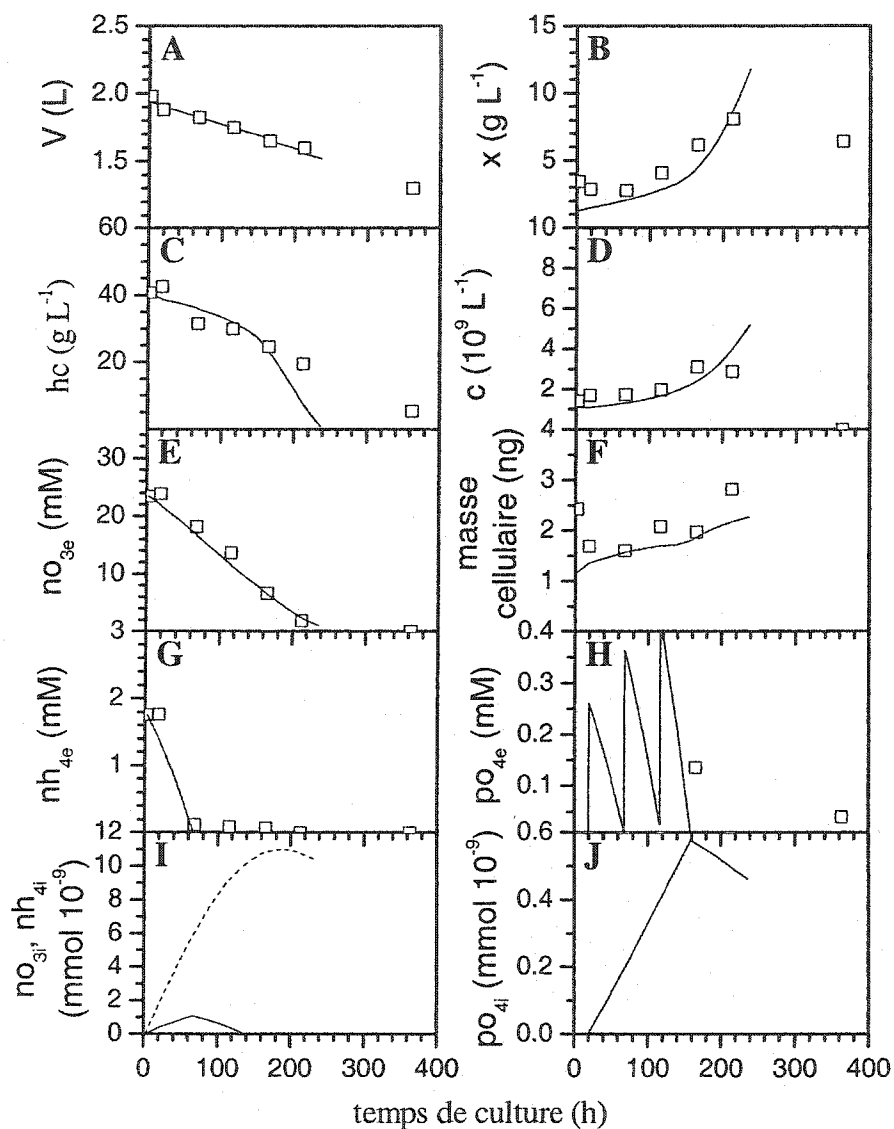 2.5
A
2.0
V (L)
1.5
60
15
B
10
x (g L⁻¹)
5
10
C
40
hc (g L⁻¹)
20
D
8
6
c (10⁹ L⁻¹)
4
2
4
E
30
no₃ₑ (mM)
20
10
3
F
3
masse
cellulaire (ng)
2
1
0.4
G
2
nh₄ₑ (mM)
1
12
H
0.3
0.2
po₄ₑ (mM)
0.1
0.6
I
10
8
no₃ᵢ, nh₄ᵢ
(mmol 10⁻⁹)
6
4
2
0
0 100 200 300 400
J
0.4
po₄ᵢ (mmol 10⁻⁹)
0.2
0.0
0 100 200 300 400
temps de culture (h)